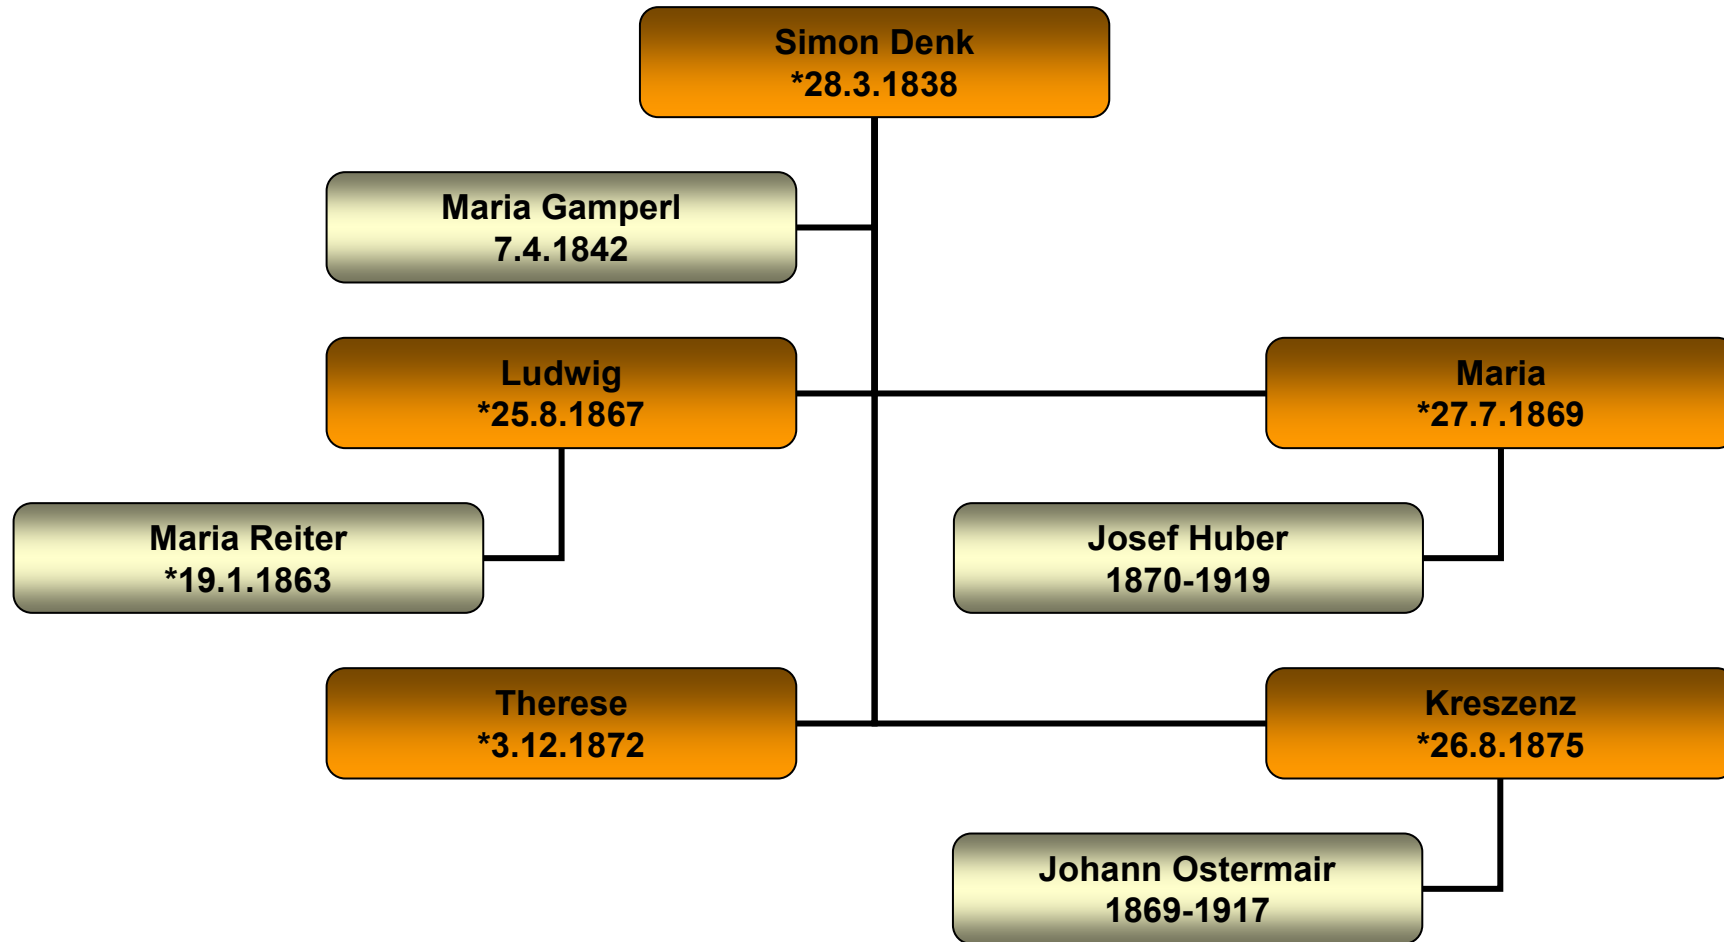 Simon Denk
*28.3.1838
Maria Gamperl
7.4.1842
Ludwig
*25.8.1867
Maria
*27.7.1869
Maria Reiter
*19.1.1863
Josef Huber
1870-1919
Therese
*3.12.1872
Kreszenz
*26.8.1875
Johann Ostermair
1869-1917